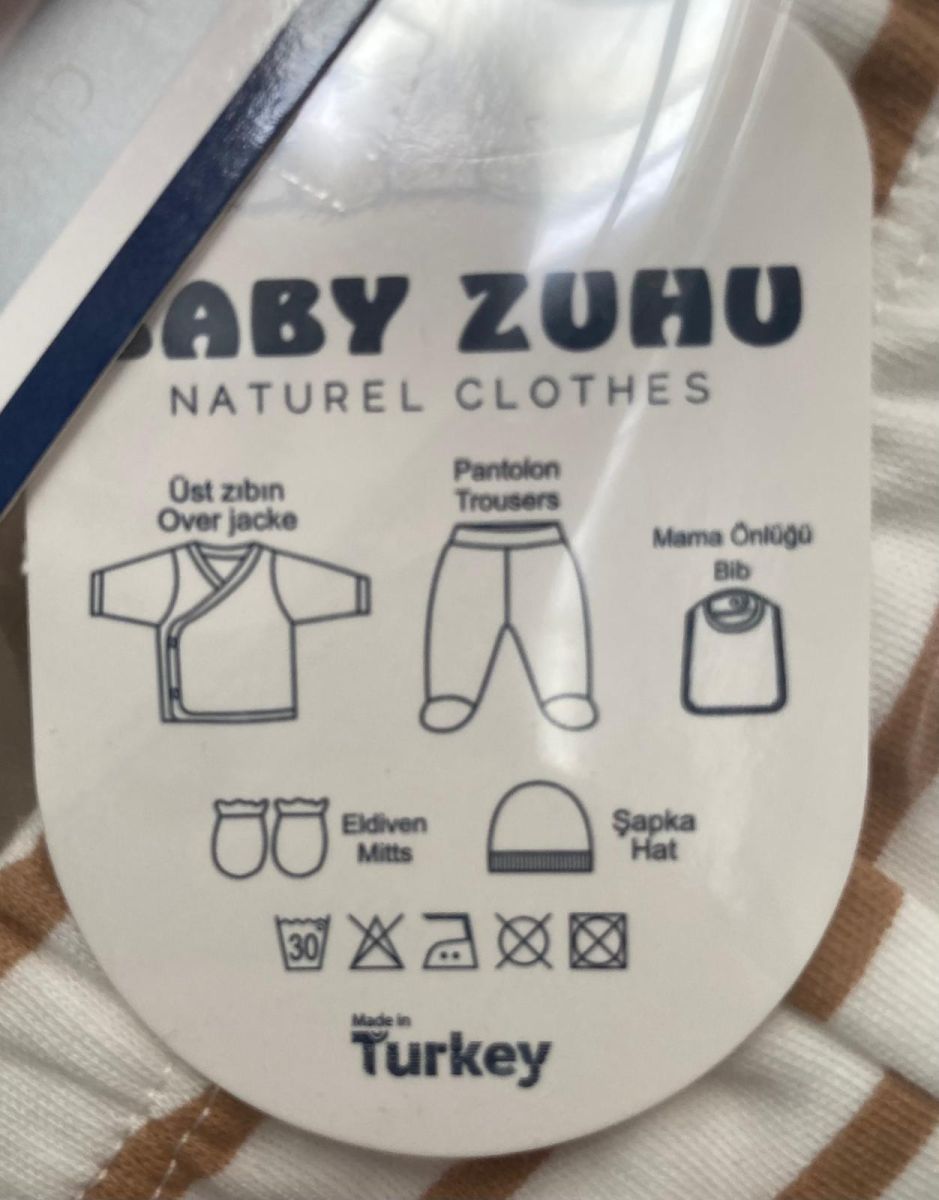 BABY ZUHU
NATUREL CLOTHES
Üst zıbın
Over jacke
Pantolon
Trousers
Mama Önlüğü
Bib
Eldiven
Mitts
Şapka
Hat
30
Made in
Turkey